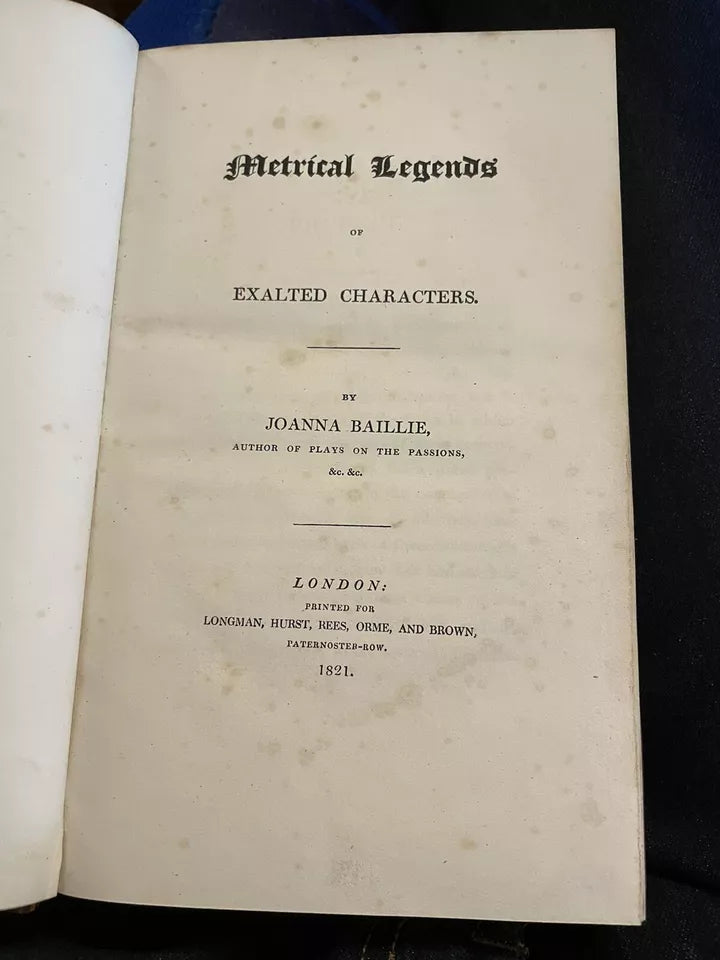 Metrical Legends
OF
EXALTED CHARACTERS.
BY
JOANNA BAILLIE,
AUTHOR OF PLAYS ON THE PASSIONS,
&c. &c.
LONDON:
PRINTED FOR
LONGMAN, HURST, REES, ORME, AND BROWN,
PATERNOSTER-ROW.
1821.